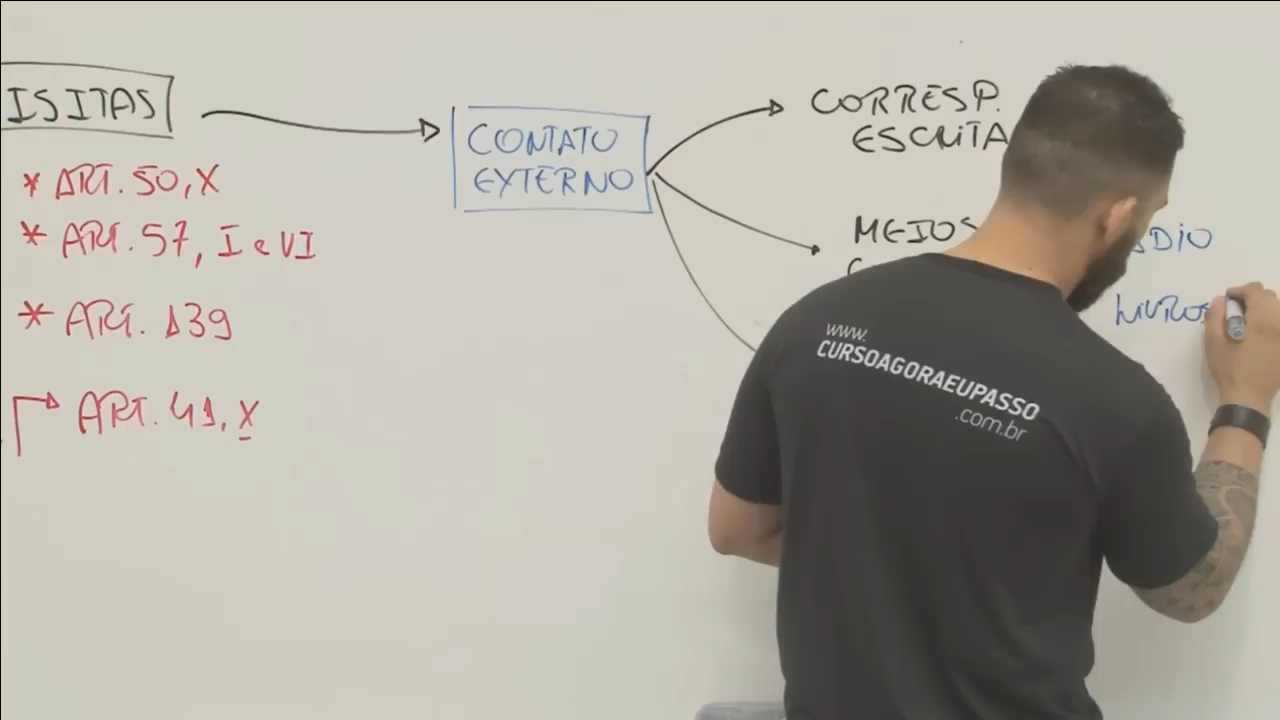 ISITAS
* ART. 50, X
* ART. 57, I e VI
* ART. 139
ART. 41, X
CONTATO
EXTERNO
CORRESP.
ESCRITA
MEIOS
DIO
LIVROS
www.
CURSOAGORAEUPASSO
.com.br